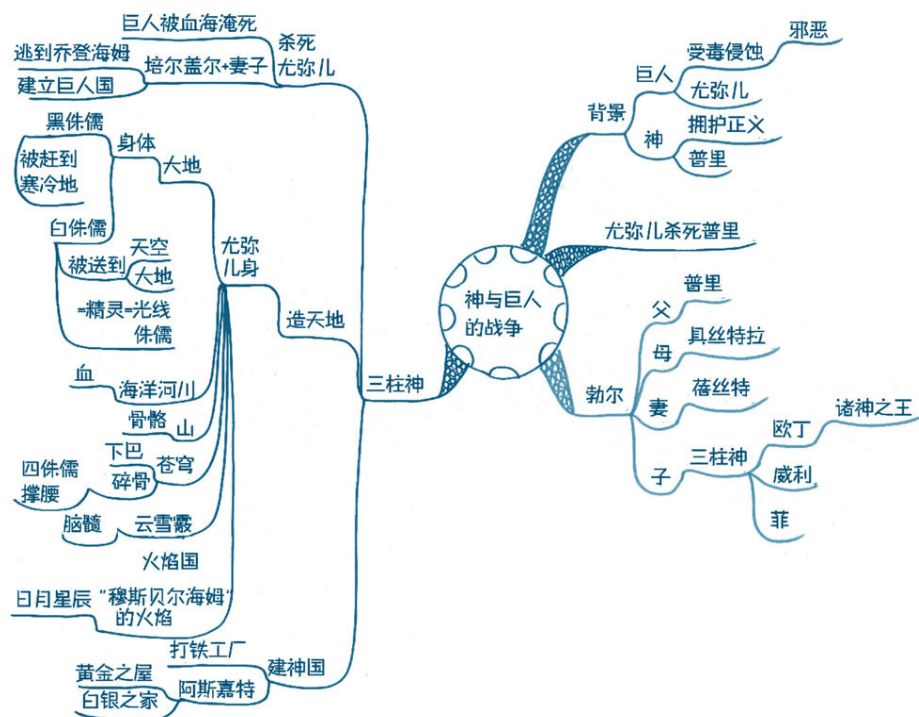 神与巨人
的战争
背景
巨人
受毒侵蚀
邪恶
尤弥儿
神
拥护正义
普里
尤弥儿杀死普里
勃尔
父
普里
母
具丝特拉
妻
蓓丝特
子
三柱神
欧丁
诸神之王
威利
菲
三柱神
杀死
尤弥儿
巨人被血海淹死
培尔盖尔+妻子
逃到乔登海姆
建立巨人国
造天地
尤弥
儿身
大地
身体
黑侏儒
被赶到
寒冷地
白侏儒
被送到
天空
大地
=精灵=光线
侏儒
海洋河川
血
山
骨骼
苍穹
下巴
碎骨
四侏儒
撑腰
云雪霰
脑髓
火焰国
"穆斯贝尔海姆"
的火焰
日月星辰
建神国
打铁工厂
阿斯嘉特
黄金之屋
白银之家